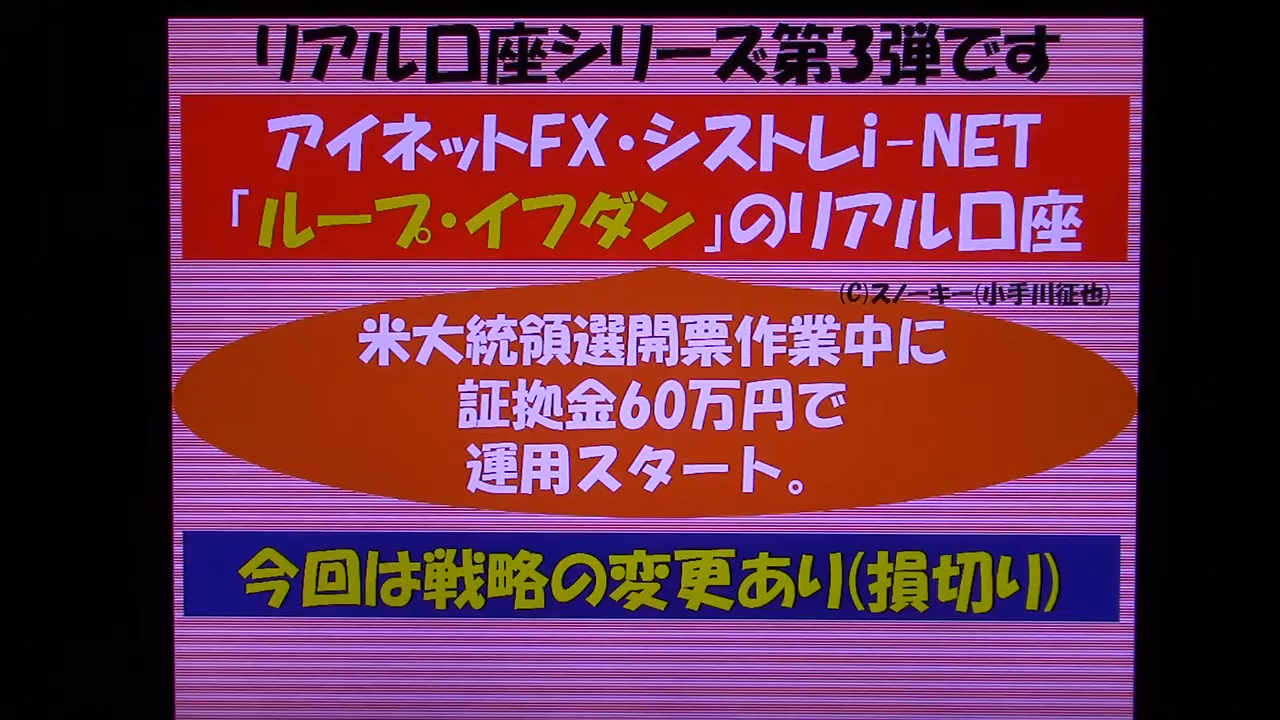 リアル口座シリーズ第3弾です
アイネットFX・シストレi-NET
「ループ・イフダン」のリアル口座
(C)スノーキー(小手川征也)
米大統領選開票作業中に
証拠金60万円で
運用スタート。
今回は戦略の変更あり(損切り)